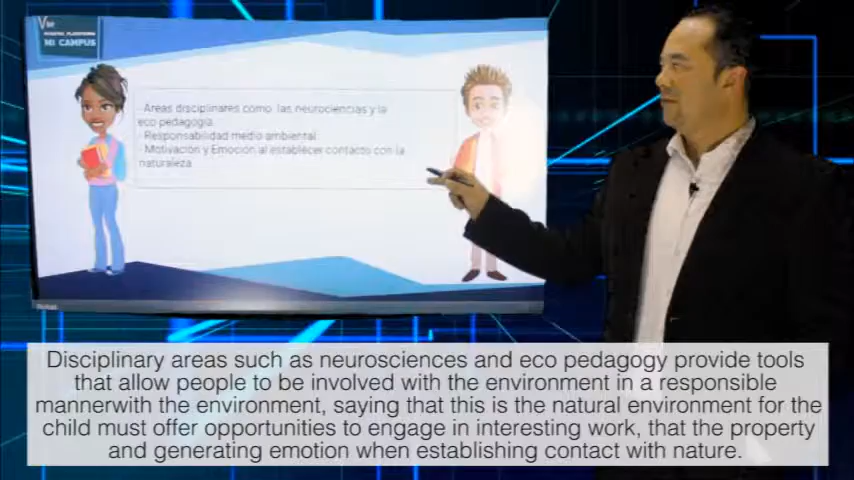 MI CAMPUS
- Areas disciplinares como las neurociencias y la
eco pedagogía.
- Responsabilidad medio ambiental.
- Motivación y Emoción al establecer contacto con la
naturaleza
Disciplinary areas such as neurosciences and eco pedagogy provide tools
that allow people to be involved with the environment in a responsible
mannerwith the environment, saying that this is the natural environment for the
child must offer opportunities to engage in interesting work, that the property
and generating emotion when establishing contact with nature.